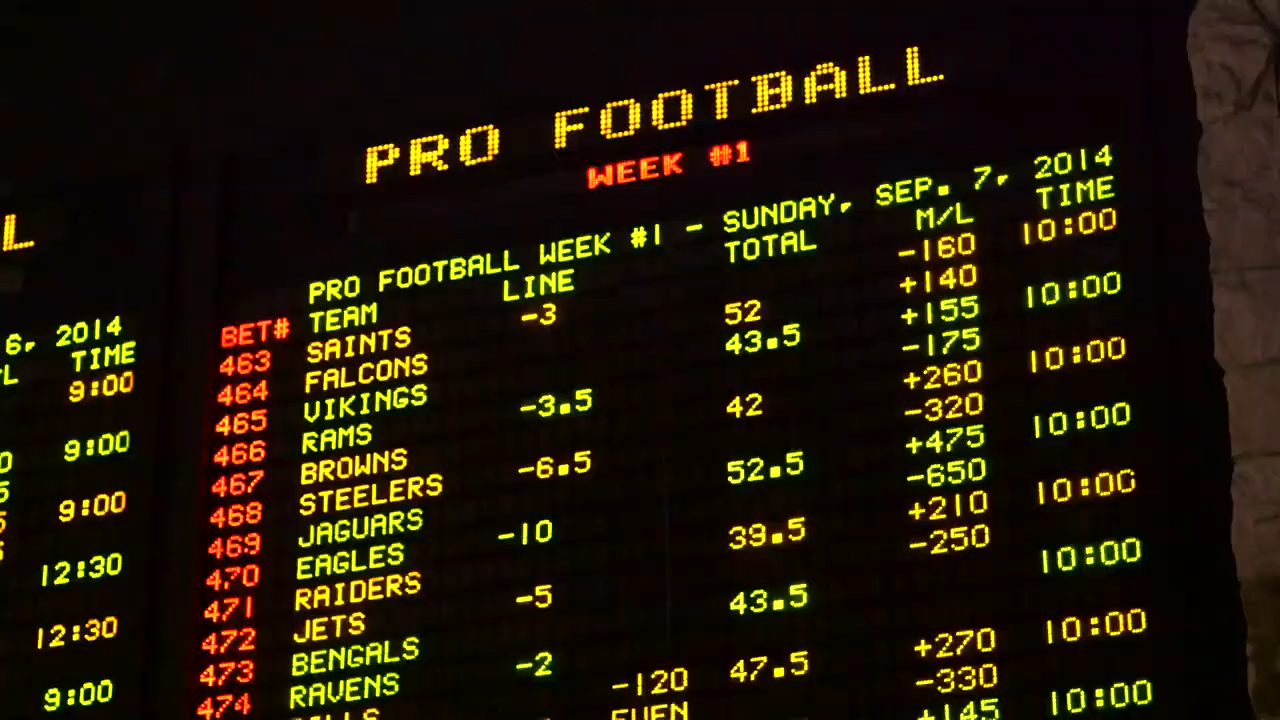 L
6, 2014
/L TIME
9:00
0 9:00
5
9:00
12:30
12:30
9:00
PRO FOOTBALL
WEEK #1
PRO FOOTBALL WEEK #1 - SUNDAY, SEP. 7, 2014
BET# TEAM LINE TOTAL M/L TIME
463 SAINTS -3 -160 10:00
464 FALCONS 52 +140
465 VIKINGS 43.5 +155 10:00
466 RAMS -3.5 -175
467 BROWNS 42 +260 10:00
468 STEELERS -6.5 -320
469 JAGUARS 52.5 +475 10:00
470 EAGLES -10 -650
471 RAIDERS 39.5 +210 10:00
472 JETS -5 -250
473 BENGALS 43.5 10:00
474 RAVENS -2
-120 47.5 +270 10:00
EVEN -330
+145 10:00